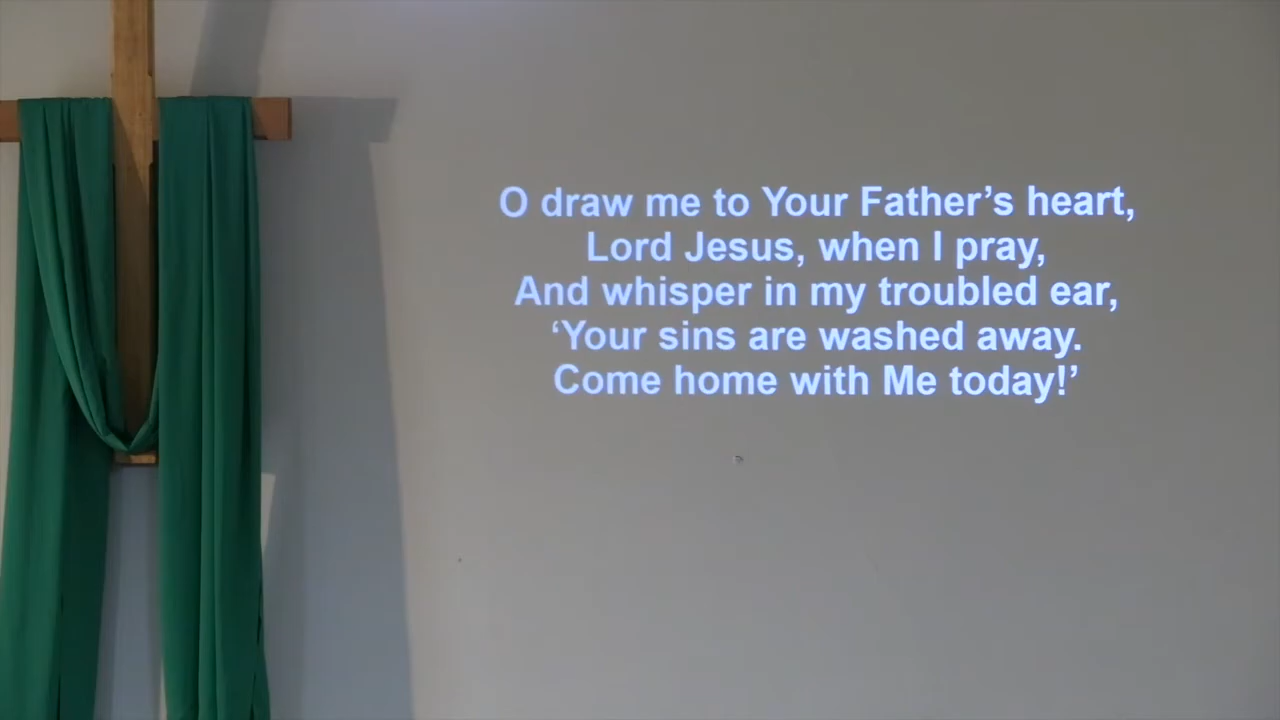 O draw me to Your Father’s heart,
Lord Jesus, when I pray,
And whisper in my troubled ear,
‘Your sins are washed away.
Come home with Me today!’